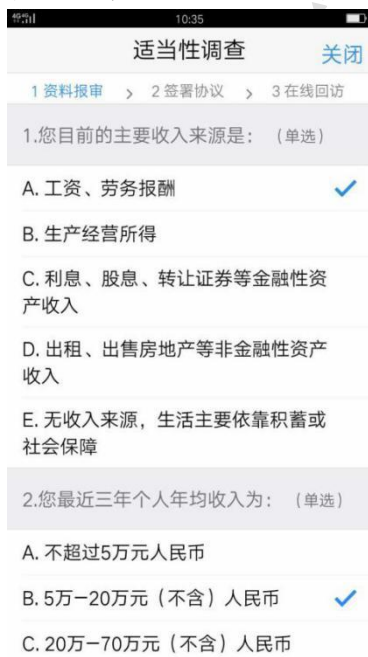 10:35
适当性调查 关闭
1 资料报审 > 2 签署协议 > 3 在线回访
1.您目前的主要收入来源是：（单选）
A. 工资、劳务报酬
B. 生产经营所得
C. 利息、股息、转让证券等金融性资
产收入
D. 出租、出售房地产等非金融性资产
收入
E. 无收入来源，生活主要依靠积蓄或
社会保障
2.您最近三年个人年均收入为：（单选）
A. 不超过5万元人民币
B. 5万－20万元（不含）人民币
C. 20万－70万元（不含）人民币